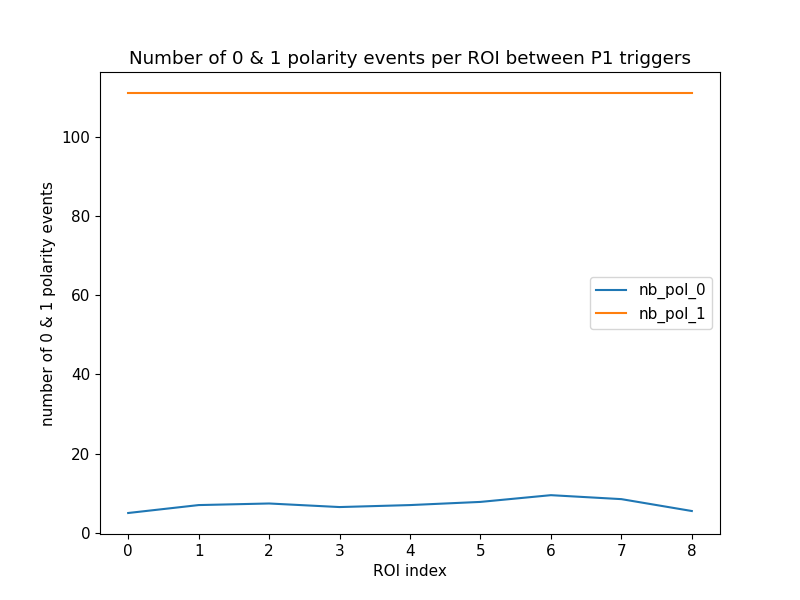 Number of 0 & 1 polarity events per ROI between P1 triggers
number of 0 & 1 polarity events
100
80
60
40
20
0
nb_pol_0
nb_pol_1
0 1 2 3 4 5 6 7 8
ROI index